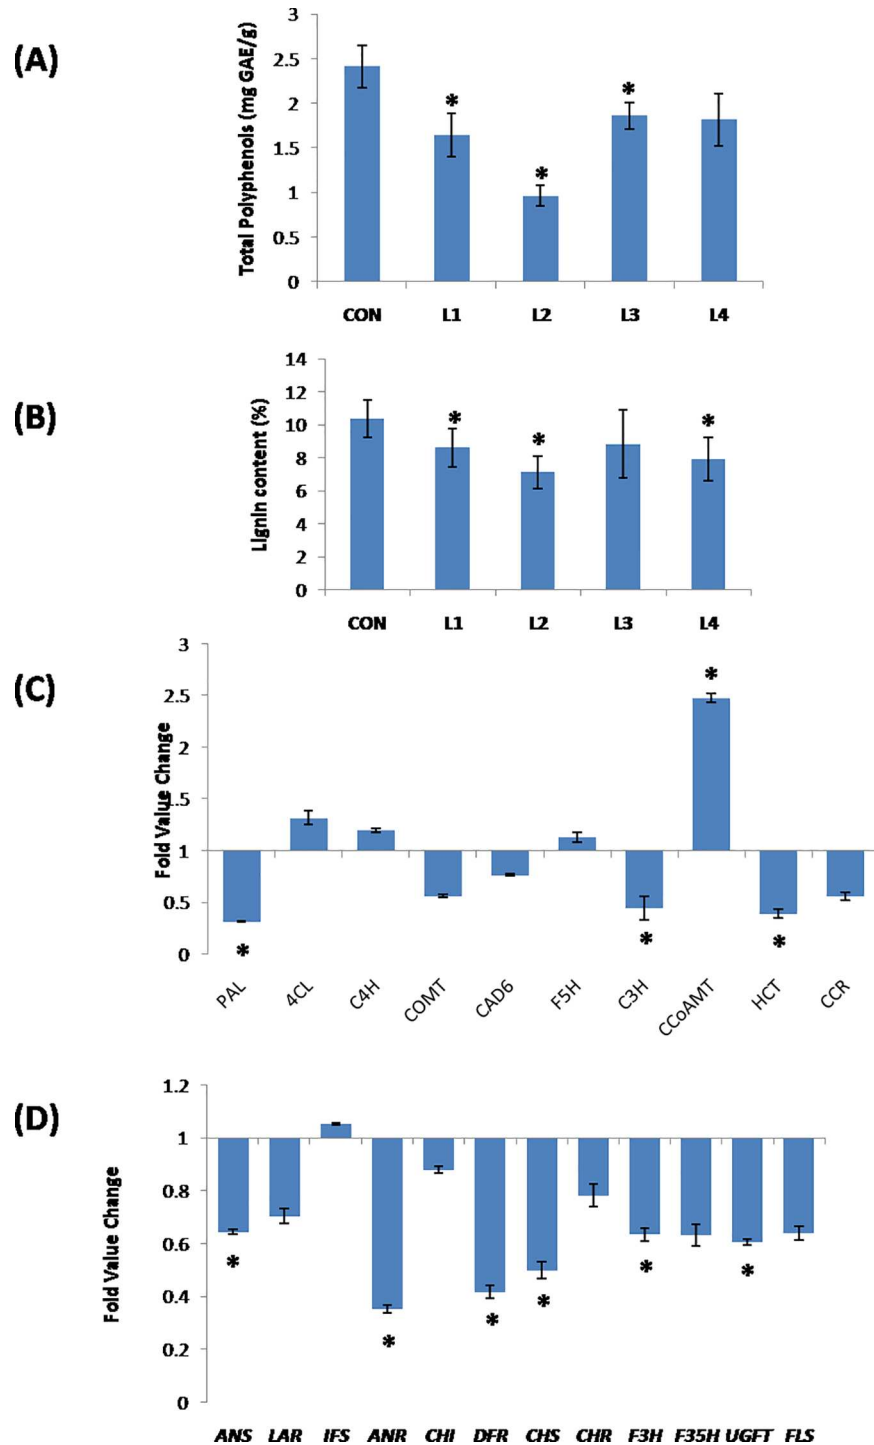 (A)
Total Polyphenols (mg GAE/g)
3
2.5
2
1.5
1
0.5
0
* * *
CON L1 L2 L3 L4
(B)
Lignin content (%)
14
12
10
8
6
4
2
0
* * *
CON L1 L2 L3 L4
(C)
Fold Value Change
3
2.5
2
1.5
1
0.5
0
* * * *
PAL 4CL C4H COMT CAD6 F5H C3H CCoAMT HCT CCR
(D)
Fold Value Change
1.2
1
0.8
0.6
0.4
0.2
0
* * * * * *
ANS LAR IFS ANR CHI DFR CHS CHR F3H F35H UGFT FLS